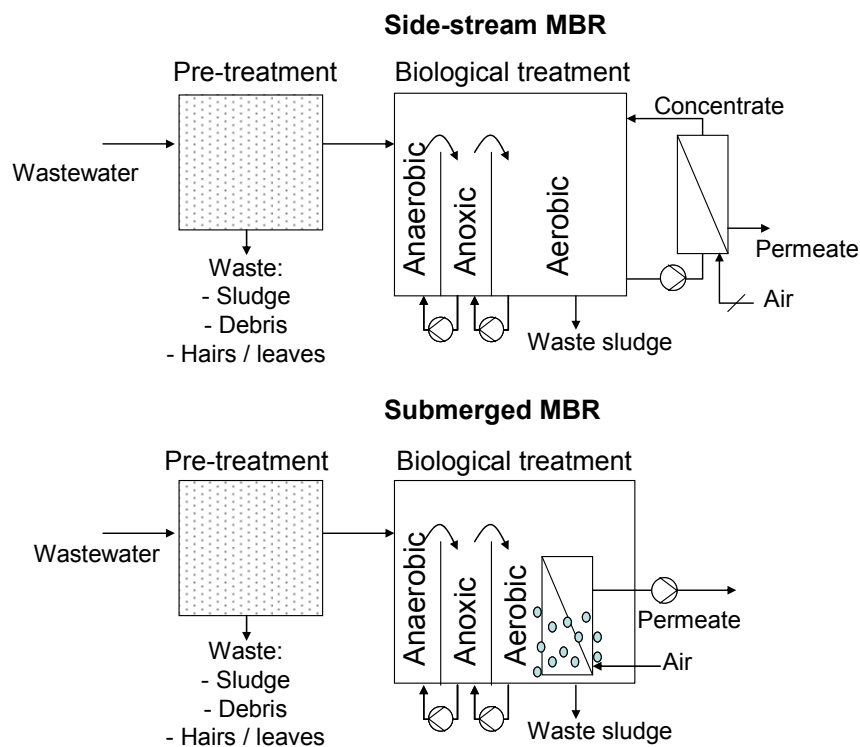 Side-stream MBR
Pre-treatment
Biological treatment
Wastewater
Anaerobic
Anoxic
Aerobic
Concentrate
Permeate
Air
Waste:
- Sludge
- Debris
- Hairs / leaves
Waste sludge
Submerged MBR
Pre-treatment
Biological treatment
Wastewater
Anaerobic
Anoxic
Aerobic
Permeate
Air
Waste:
- Sludge
- Debris
- Hairs / leaves
Waste sludge